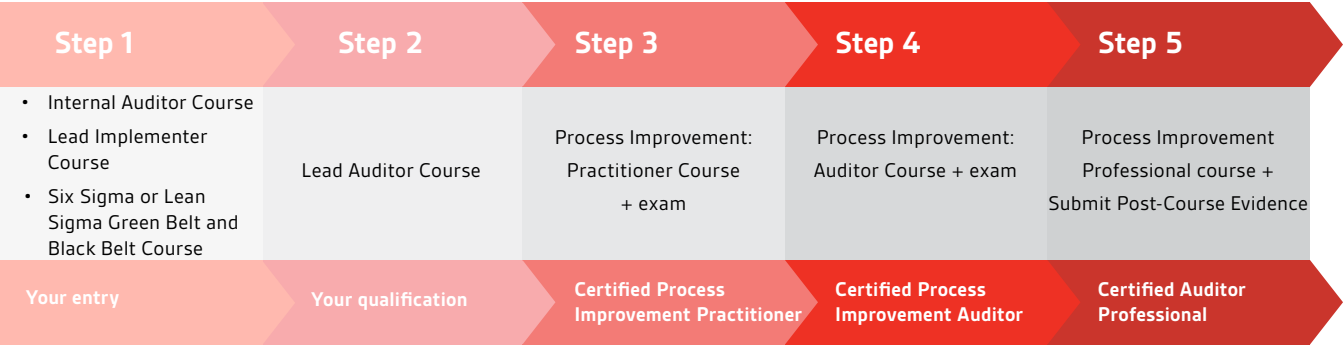 Step 1
Step 2
Step 3
Step 4
Step 5
• Internal Auditor Course
• Lead Implementer
Course
• Six Sigma or Lean
Sigma Green Belt and
Black Belt Course
Lead Auditor Course
Process Improvement:
Practitioner Course
+ exam
Process Improvement:
Auditor Course + exam
Process Improvement
Professional course +
Submit Post-Course Evidence
Your entry
Your qualification
Certified Process
Improvement Practitioner
Certified Process
Improvement Auditor
Certified Auditor
Professional